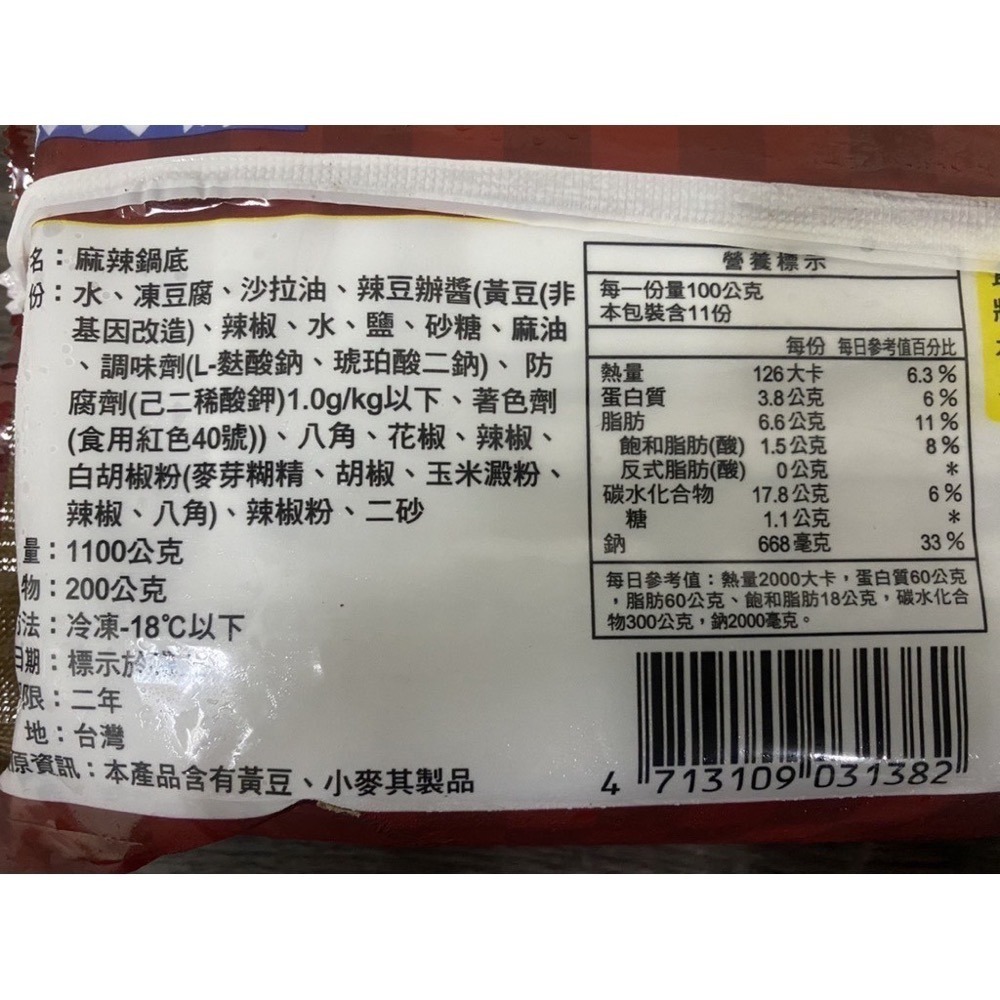 名：麻辣鍋底
份：水、凍豆腐、沙拉油、辣豆瓣醬(黃豆(非
基因改造)、辣椒、水、鹽、砂糖、麻油
、調味劑(L-麩酸鈉、琥珀酸二鈉)、防
腐劑(己二稀酸鉀)1.0g/kg以下、著色劑
(食用紅色40號))、八角、花椒、辣椒、
白胡椒粉(麥芽糊精、胡椒、玉米澱粉、
辣椒、八角)、辣椒粉、二砂
量：1100公克
物：200公克
法：冷凍-18℃以下
日期：標示於
限：二年
地：台灣
原資訊：本產品含有黃豆、小麥其製品
營養標示
每一份量100公克
本包裝含11份
每份 每日參考值百分比
熱量 126大卡 6.3%
蛋白質 3.8公克 6%
脂肪 6.6公克 11%
飽和脂肪(酸) 1.5公克 8%
反式脂肪(酸) 0公克 *
碳水化合物 17.8公克 6%
糖 1.1公克 *
鈉 668毫克 33%
每日參考值：熱量2000大卡，蛋白質60公克
，脂肪60公克、飽和脂肪18公克，碳水化合
物300公克，鈉2000毫克。
4 713109 031382